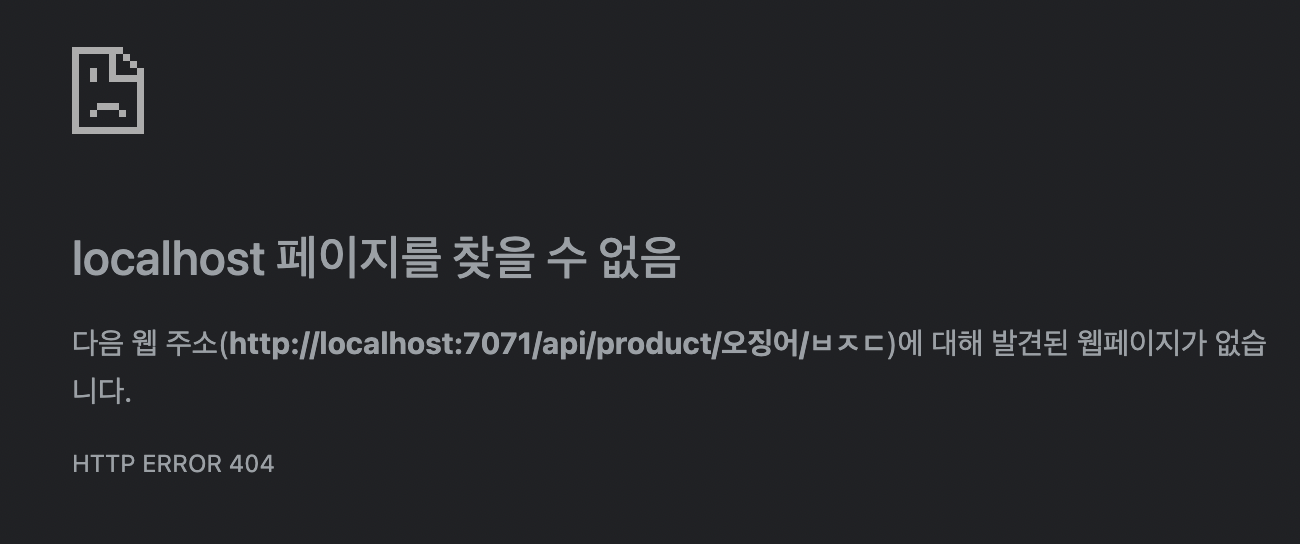 localhost 페이지를 찾을 수 없음
다음 웹 주소(http://localhost:7071/api/product/오징어/ㅂㅈㄷ)에 대해 발견된 웹페이지가 없습
니다.
HTTP ERROR 404